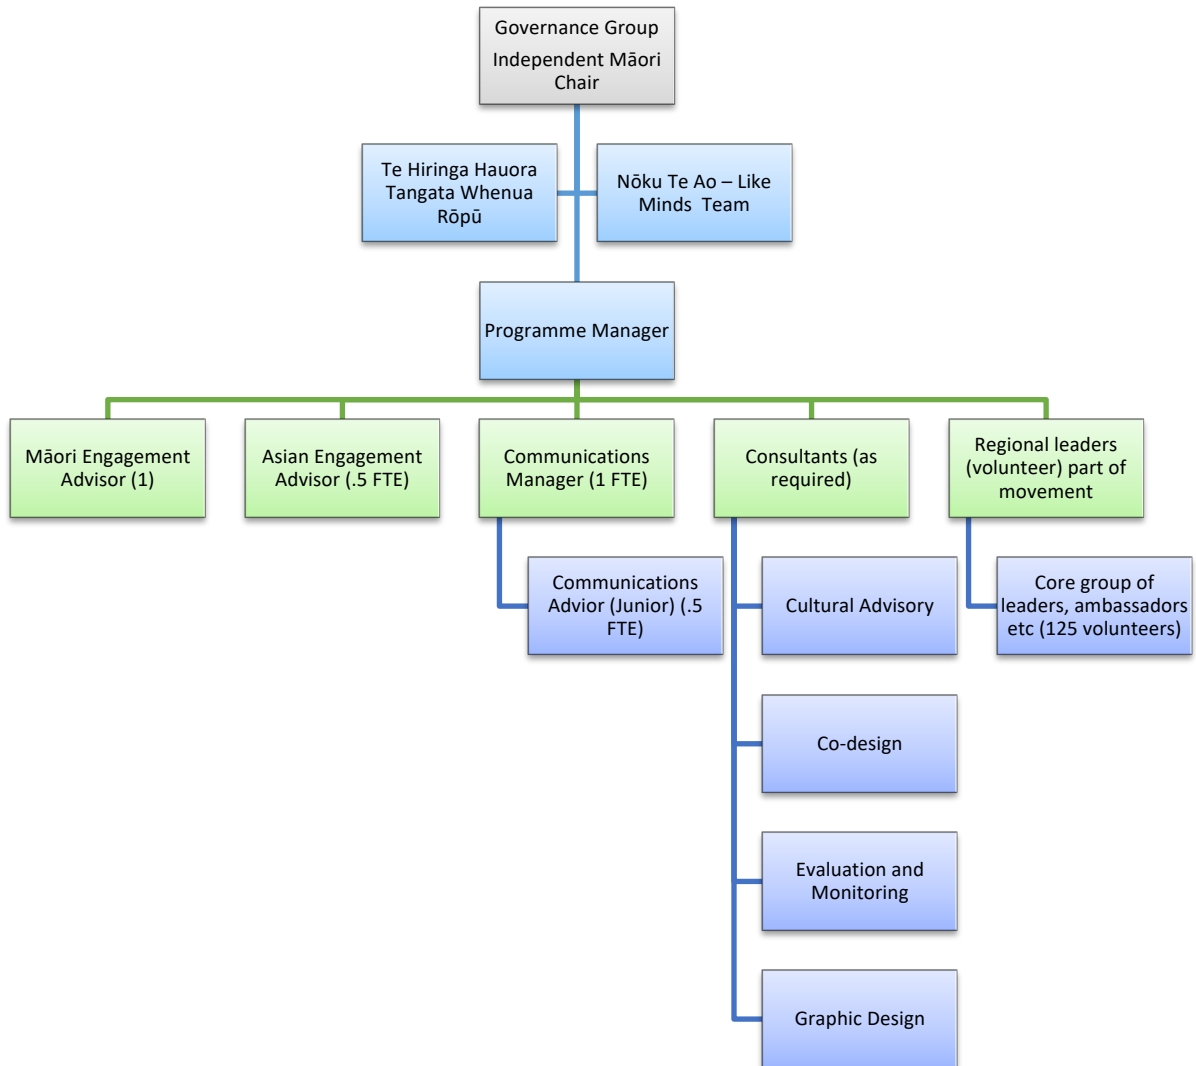 Governance Group
Independent Māori
Chair
Te Hiringa Hauora
Tangata Whenua
Rōpū
Nōku Te Ao – Like
Minds  Team
Programme Manager
Māori Engagement
Advisor (1)
Asian Engagement
Advisor (.5 FTE)
Communications
Manager (1 FTE)
Consultants (as
required)
Regional leaders
(volunteer) part of
movement
Communications
Advior (Junior) (.5
FTE)
Cultural Advisory
Core group of
leaders, ambassadors
etc (125 volunteers)
Co-design
Evaluation and
Monitoring
Graphic Design